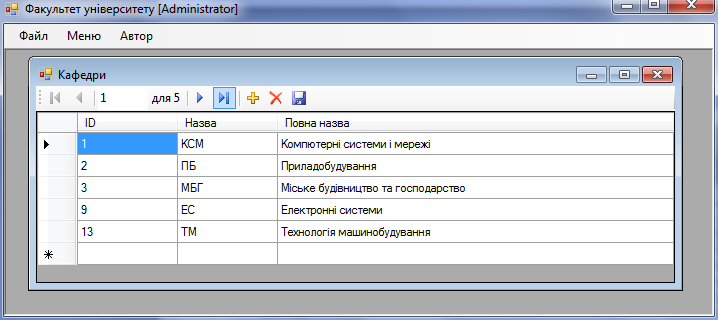 Факультет університету [Administrator]
Файл Меню Автор
Кафедри
1 для 5
ID Назва Повна назва
1 КСМ Компютерні системи і мережі
2 ПБ Приладобудування
3 МБГ Міське будівництво та господарство
9 ЕС Електронні системи
13 ТМ Технологія машинобудування